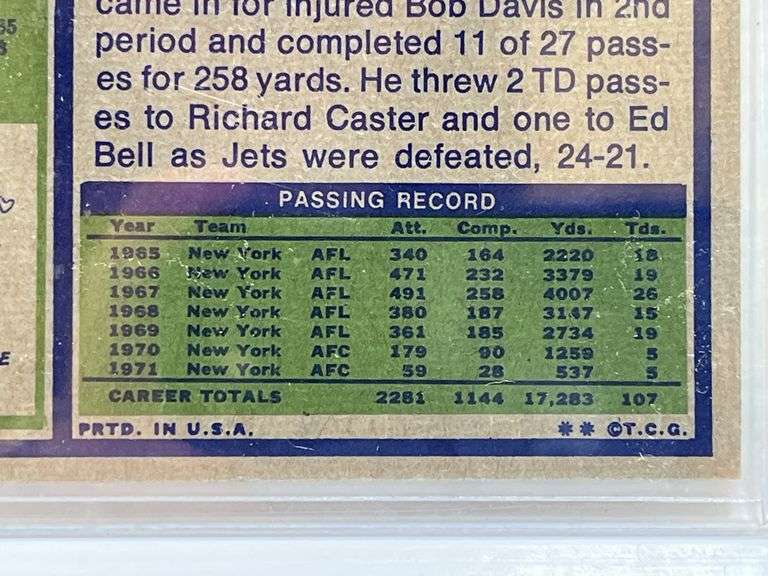 came in for injured Bob Davis in 2nd
period and completed 11 of 27 pass-
es for 258 yards. He threw 2 TD pass-
es to Richard Caster and one to Ed
Bell as Jets were defeated, 24-21.
PASSING RECORD
Year Team Att. Comp. Yds. Tds.
1965 New York AFL 340 164 2220 18
1966 New York AFL 471 232 3379 19
1967 New York AFL 491 258 4007 26
1968 New York AFL 380 187 3147 15
1969 New York AFL 361 185 2734 19
1970 New York AFC 179 90 1259 5
1971 New York AFC 59 28 537 5
CAREER TOTALS 2281 1144 17,283 107
PRTD. IN U.S.A. ** ©T.C.G.